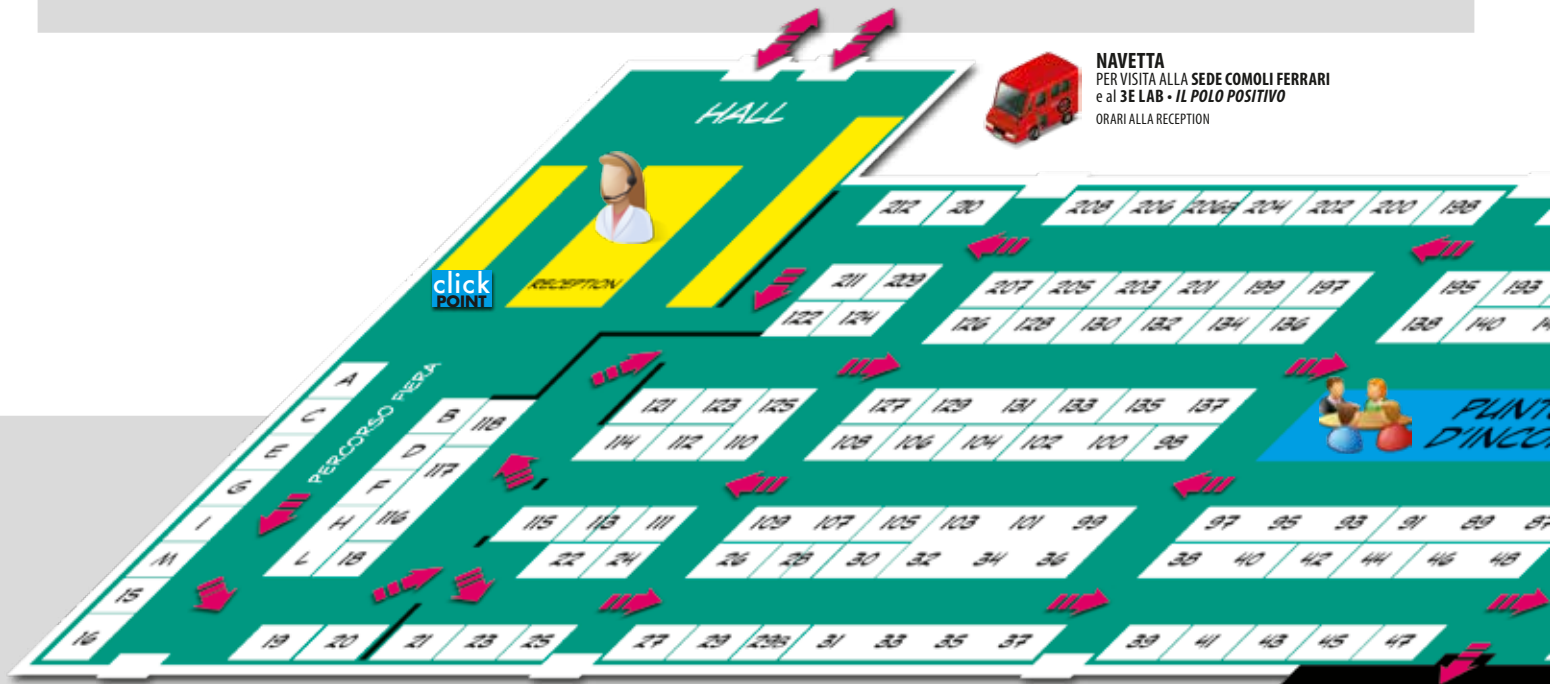 NAVETTA
PER VISITA ALLA SEDE COMOLI FERRARI
e al 3E LAB • IL POLO POSITIVO
ORARI ALLA RECEPTION
HALL
click
POINT
RECEPTION
212 210 208 206 206B 204 202 200 198
211 209 207 205 203 201 199 197 195 193
122 124 126 128 130 132 134 136 138 140
PERCORSO FIERA
A
C
E
G
I
M
15
16
B 118
D 117
F
H 116
L 18
121 123 125 127 129 131 133 135 137
114 112 110 108 106 104 102 100 98
PUNTO
D'INCO
115 113 111 109 107 105 103 101 99 97 95 93 91 89 87
22 24 26 28 30 32 34 36 38 40 42 44 46 48
19 20 21 23 25 27 29 29B 31 33 35 37 39 41 43 45 47